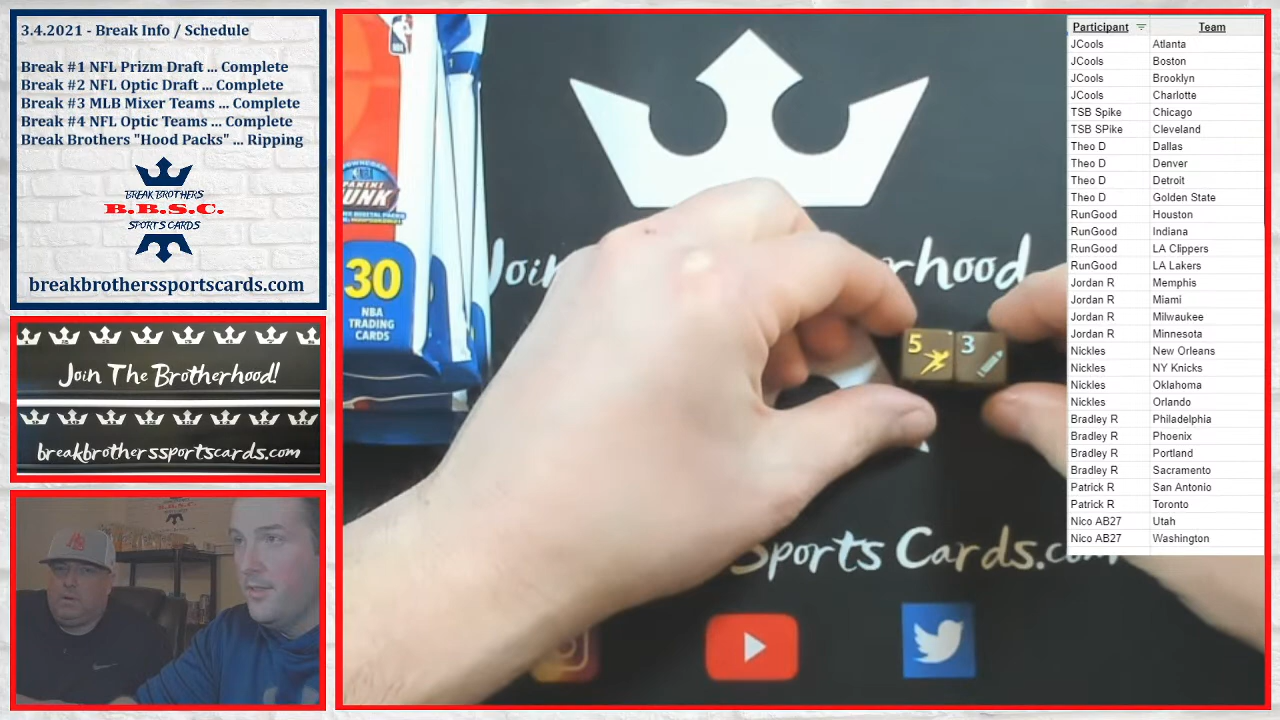 3.4.2021 - Break Info / Schedule
Break #1 NFL Prizm Draft ... Complete
Break #2 NFL Optic Draft ... Complete
Break #3 MLB Mixer Teams ... Complete
Break #4 NFL Optic Teams ... Complete
Break Brothers "Hood Packs" ... Ripping
BREAK BROTHERS
B.B.S.C.
SPORTS CARDS
breakbrotherssportscards.com
Join The Brotherhood!
breakbrotherssportscards.com
NBA
PANINI
30
NBA
TRADING
CARDS
Join
rhood
5
3
Sports Cards.com
Participant Team
JCools Atlanta
JCools Boston
JCools Brooklyn
JCools Charlotte
TSB Spike Chicago
TSB SPike Cleveland
Theo D Dallas
Theo D Denver
Theo D Detroit
Theo D Golden State
RunGood Houston
RunGood Indiana
RunGood LA Clippers
RunGood LA Lakers
Jordan R Memphis
Jordan R Miami
Jordan R Milwaukee
Jordan R Minnesota
Nickles New Orleans
Nickles NY Knicks
Nickles Oklahoma
Nickles Orlando
Bradley R Philadelphia
Bradley R Phoenix
Bradley R Portland
Bradley R Sacramento
Patrick R San Antonio
Patrick R Toronto
Nico AB27 Utah
Nico AB27 Washington